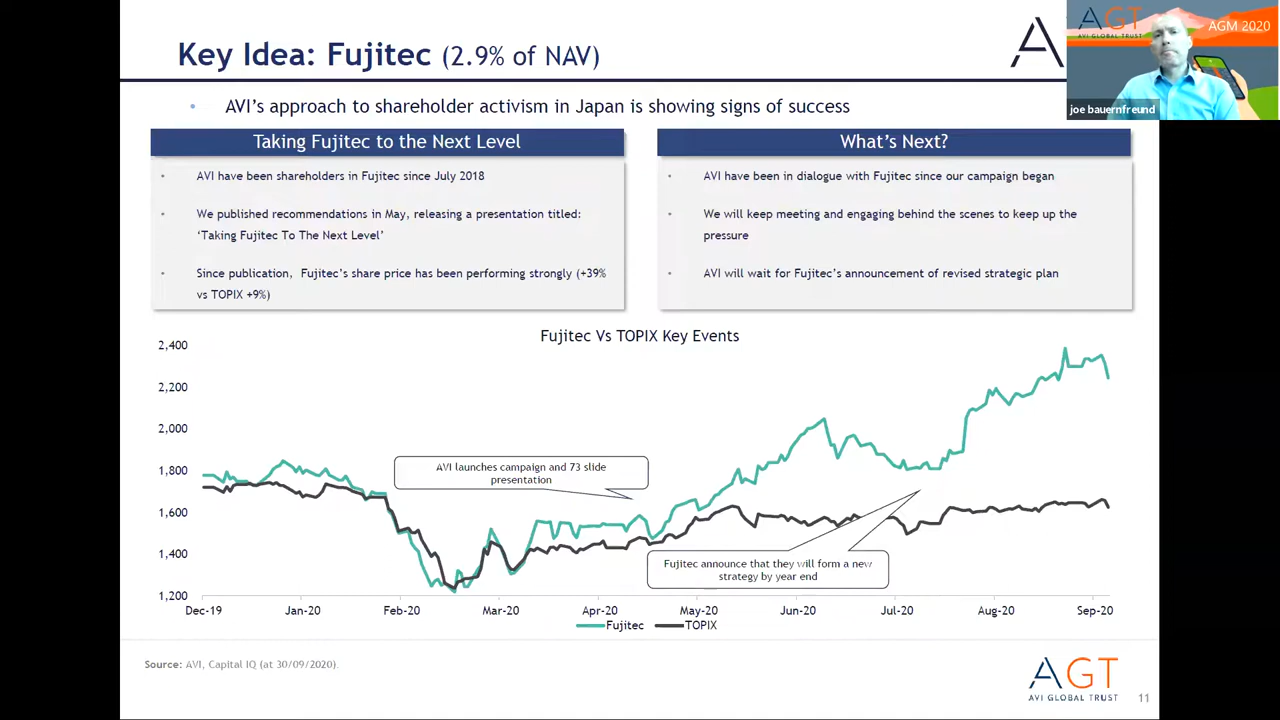 Key Idea: Fujitec (2.9% of NAV)
AGT
AVI GLOBAL TRUST
AGM 2020
joe bauernfreund
• AVI's approach to shareholder activism in Japan is showing signs of success
Taking Fujitec to the Next Level
• AVI have been shareholders in Fujitec since July 2018
• We published recommendations in May, releasing a presentation titled:
'Taking Fujitec To The Next Level'
• Since publication, Fujitec's share price has been performing strongly (+39%
vs TOPIX +9%)
What's Next?
• AVI have been in dialogue with Fujitec since our campaign began
• We will keep meeting and engaging behind the scenes to keep up the
pressure
• AVI will wait for Fujitec's announcement of revised strategic plan
Fujitec Vs TOPIX Key Events
2,400
2,200
2,000
1,800
1,600
1,400
1,200
AVI launches campaign and 73 slide
presentation
Fujitec announce that they will form a new
strategy by year end
Dec-19 Jan-20 Feb-20 Mar-20 Apr-20 May-20 Jun-20 Jul-20 Aug-20 Sep-20
Fujitec TOPIX
Source: AVI, Capital IQ (at 30/09/2020).
AGT
AVI GLOBAL TRUST
11